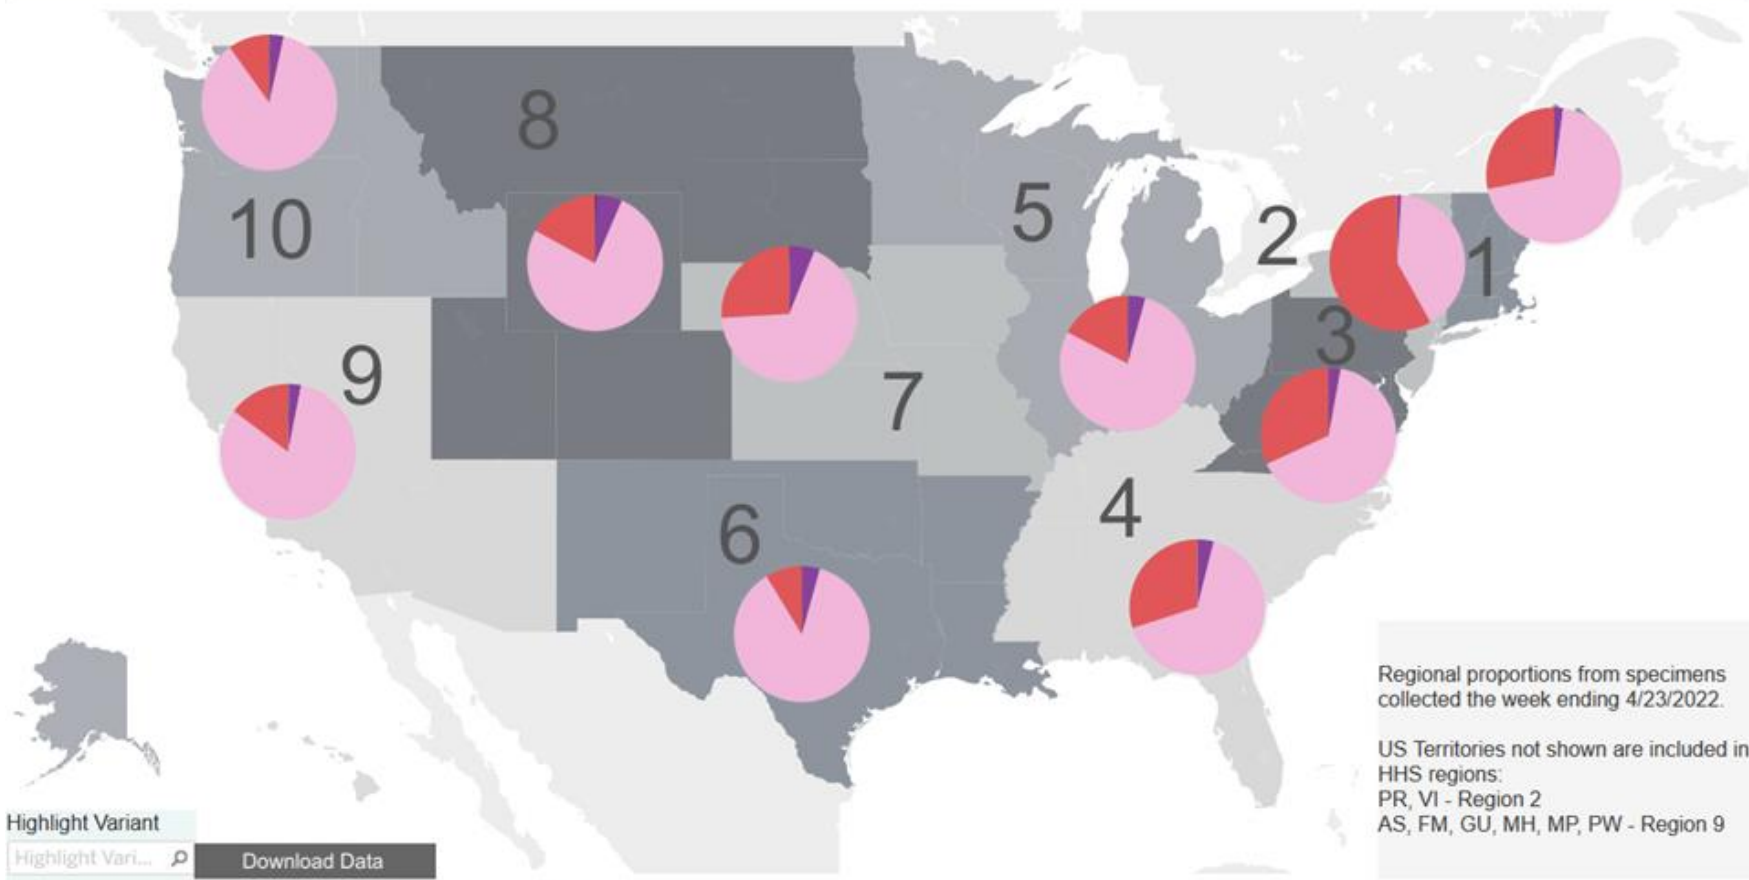 8
10
5
2
1
3
9
7
4
6
Regional proportions from specimens
collected the week ending 4/23/2022.
US Territories not shown are included in
HHS regions:
PR, VI - Region 2
AS, FM, GU, MH, MP, PW - Region 9
Highlight Variant
Highlight Vari...
Download Data